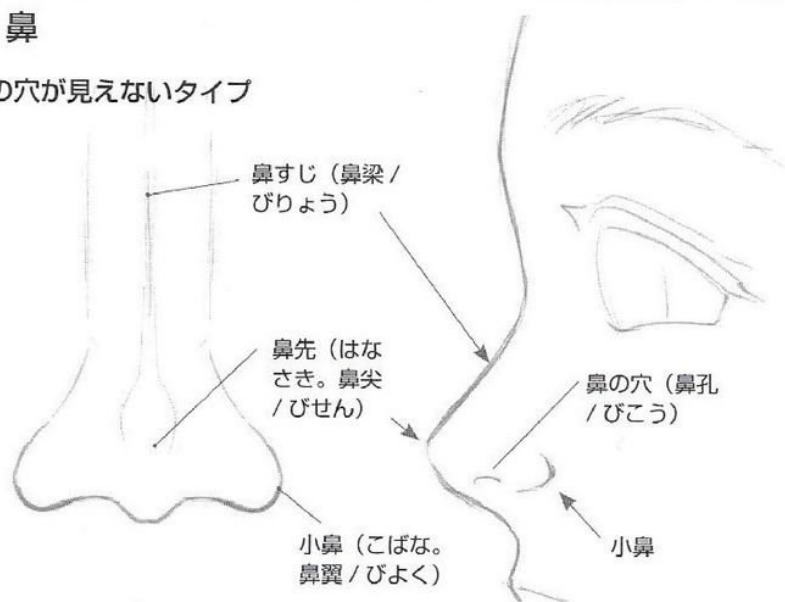 鼻
の穴が見えないタイプ
鼻すじ（鼻梁 /
びりょう）
鼻先（はな
さき。鼻尖
/ びせん）
鼻の穴（鼻孔
/ びこう）
小鼻（こばな。
鼻翼 / びよく）
小鼻